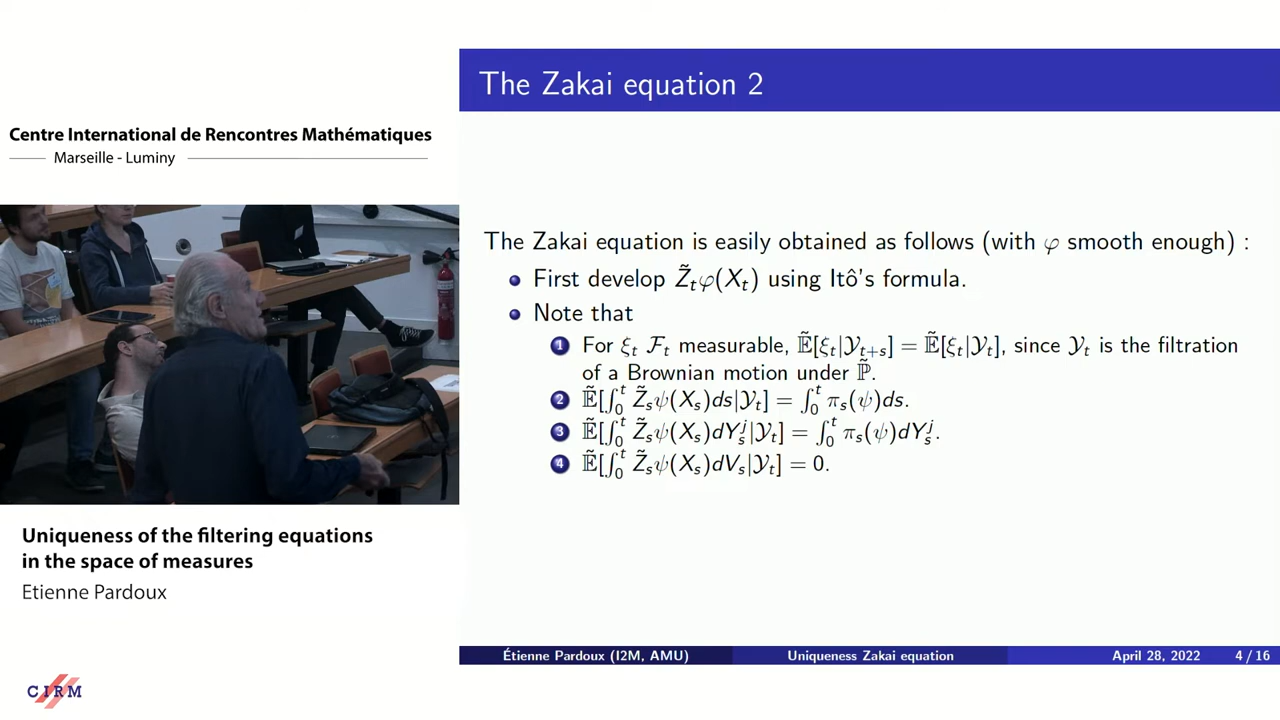 The Zakai equation 2
Centre International de Rencontres Mathématiques
Marseille - Luminy
The Zakai equation is easily obtained as follows (with φ smooth enough) :
First develop Z̃ₜφ(Xₜ) using Itô's formula.
Note that
1 For ξₜ ℱₜ measurable, 𝔼̃[ξₜ|𝒴ₜ₊ₛ] = 𝔼̃[ξₜ|𝒴ₜ], since 𝒴ₜ is the filtration
of a Brownian motion under ℙ̃.
2 𝔼̃[∫₀ᵗ Z̃ₛψ(Xₛ)ds|𝒴ₜ] = ∫₀ᵗ πₛ(ψ)ds.
3 𝔼̃[∫₀ᵗ Z̃ₛψ(Xₛ)dYₛʲ|𝒴ₜ] = ∫₀ᵗ πₛ(ψ)dYₛʲ.
4 𝔼̃[∫₀ᵗ Z̃ₛψ(Xₛ)dVₛ|𝒴ₜ] = 0.
Uniqueness of the filtering equations
in the space of measures
Etienne Pardoux
Étienne Pardoux (I2M, AMU) Uniqueness Zakai equation April 28, 2022 4 / 16
CIRM